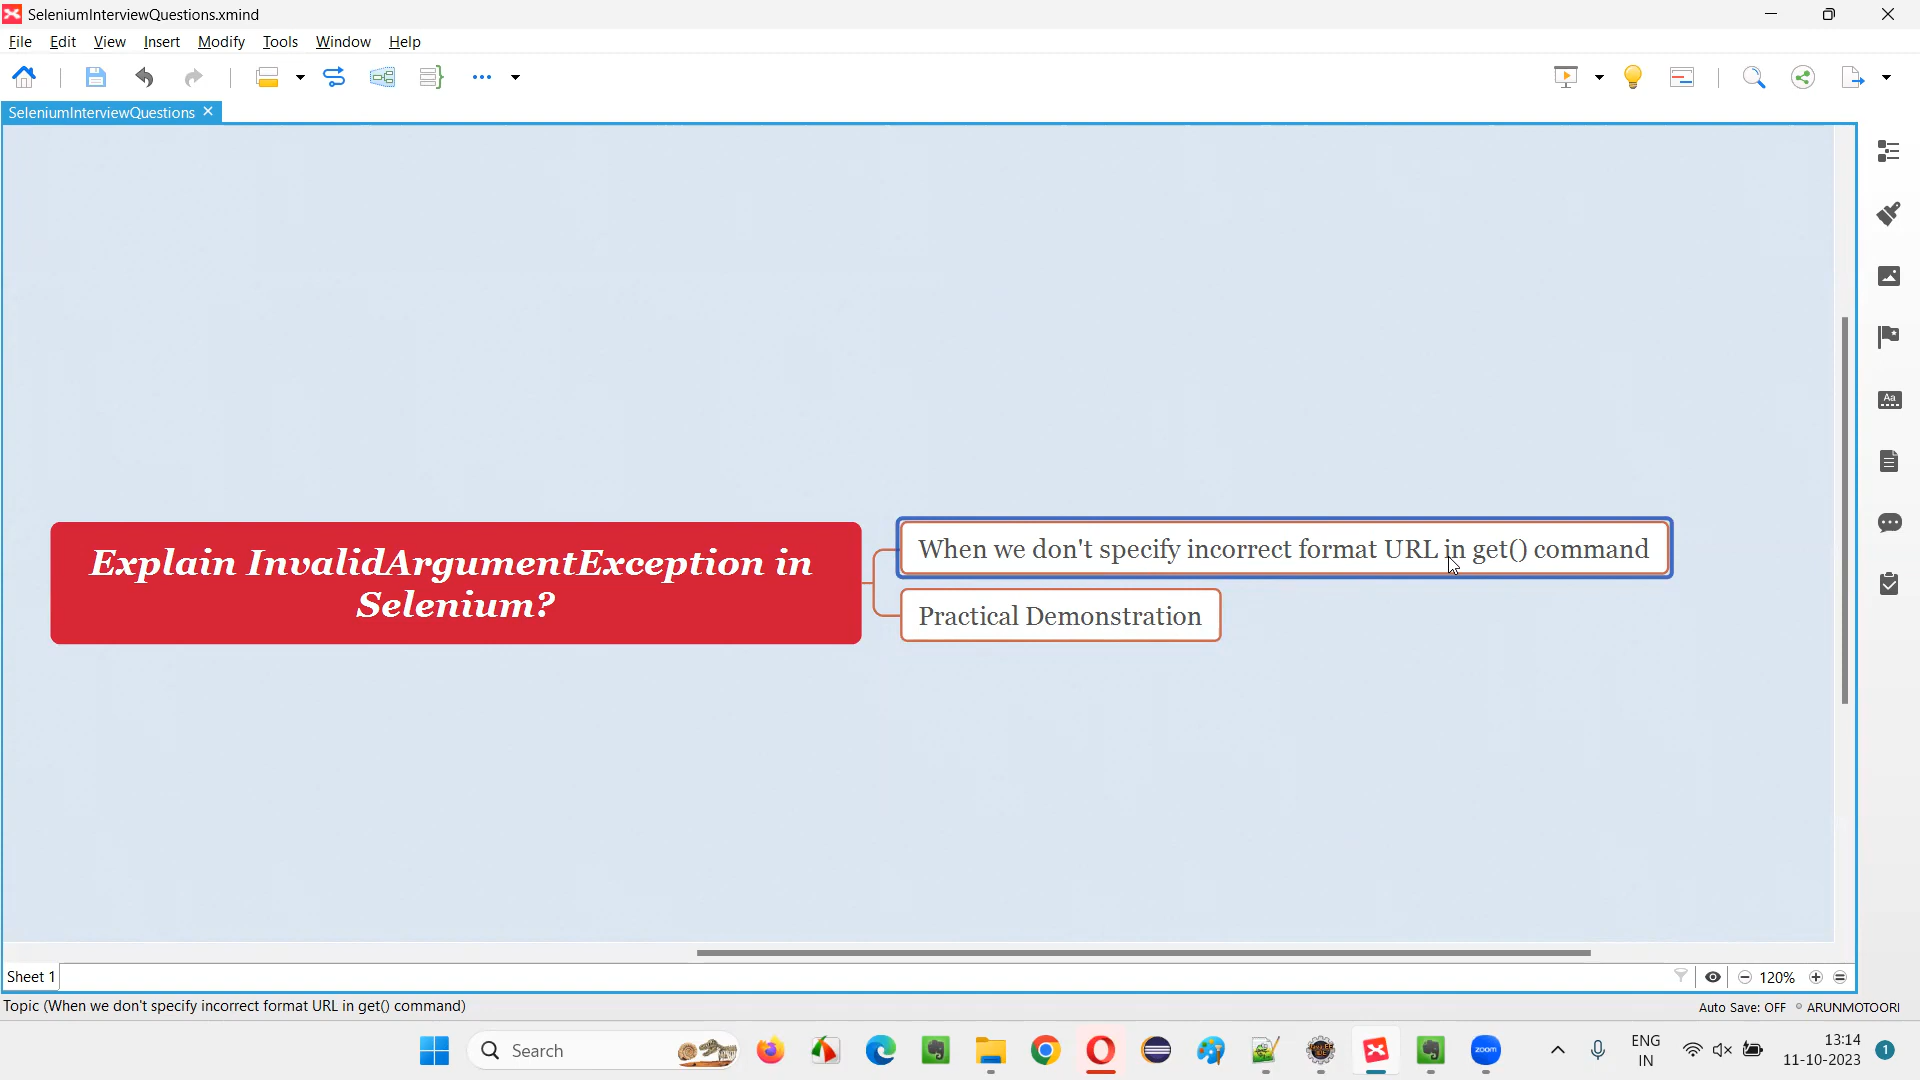 SeleniumInterviewQuestions.xmind
File Edit View Insert Modify Tools Window Help
SeleniumInterviewQuestions
Explain InvalidArgumentException in
Selenium?
When we don't specify incorrect format URL in get() command
Practical Demonstration
Aa
Sheet 1
120%
Topic (When we don't specify incorrect format URL in get() command)
Auto Save: OFF ARUNMOTOORI
Search
zoom
ENG
IN
13:14
11-10-2023
1